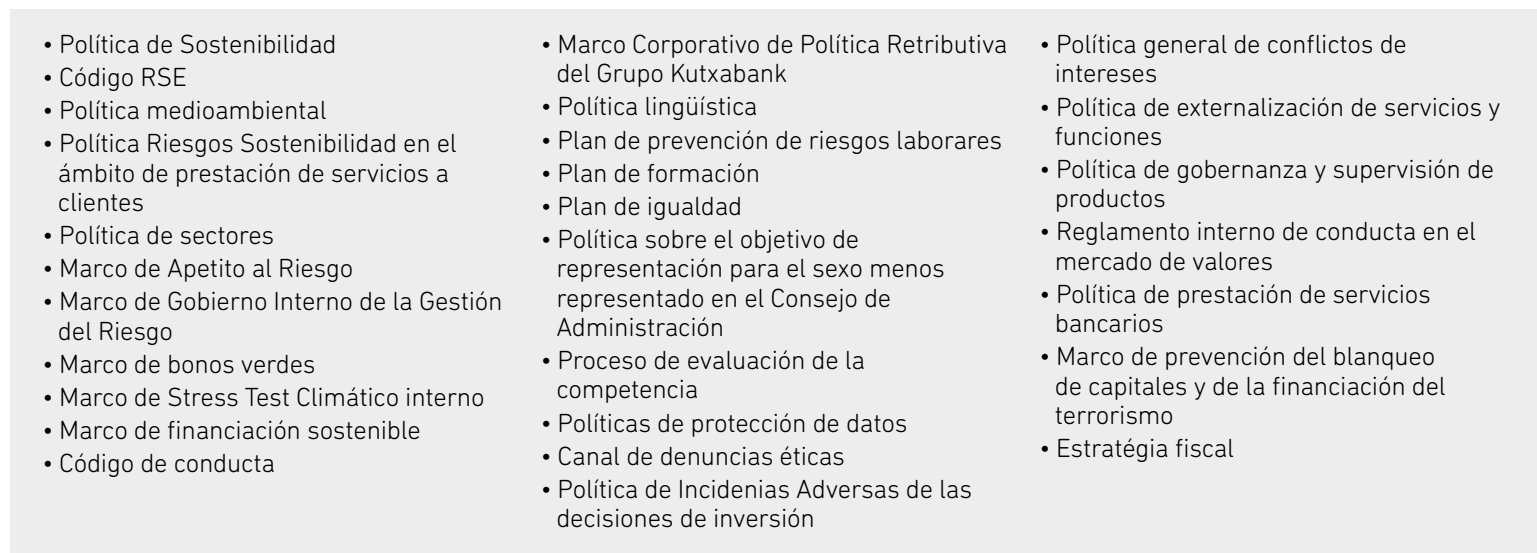 • Política de Sostenibilidad
• Código RSE
• Política medioambiental
• Política Riesgos Sostenibilidad en el
ámbito de prestación de servicios a
clientes
• Política de sectores
• Marco de Apetito al Riesgo
• Marco de Gobierno Interno de la Gestión
del Riesgo
• Marco de bonos verdes
• Marco de Stress Test Climático interno
• Marco de financiación sostenible
• Código de conducta
• Marco Corporativo de Política Retributiva
del Grupo Kutxabank
• Política lingüística
• Plan de prevención de riesgos laborares
• Plan de formación
• Plan de igualdad
• Política sobre el objetivo de
representación para el sexo menos
representado en el Consejo de
Administración
• Proceso de evaluación de la
competencia
• Políticas de protección de datos
• Canal de denuncias éticas
• Política de Incidenias Adversas de las
decisiones de inversión
• Política general de conflictos de
intereses
• Política de externalización de servicios y
funciones
• Política de gobernanza y supervisión de
productos
• Reglamento interno de conducta en el
mercado de valores
• Política de prestación de servicios
bancarios
• Marco de prevención del blanqueo
de capitales y de la financiación del
terrorismo
• Estratégia fiscal